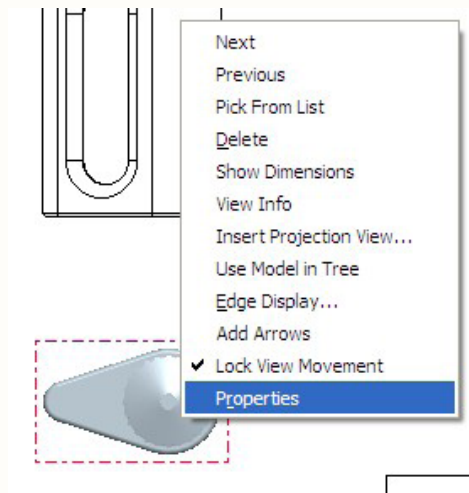 Next
Previous
Pick From List
Delete
Show Dimensions
View Info
Insert Projection View...
Use Model in Tree
Edge Display...
Add Arrows
Lock View Movement
Properties